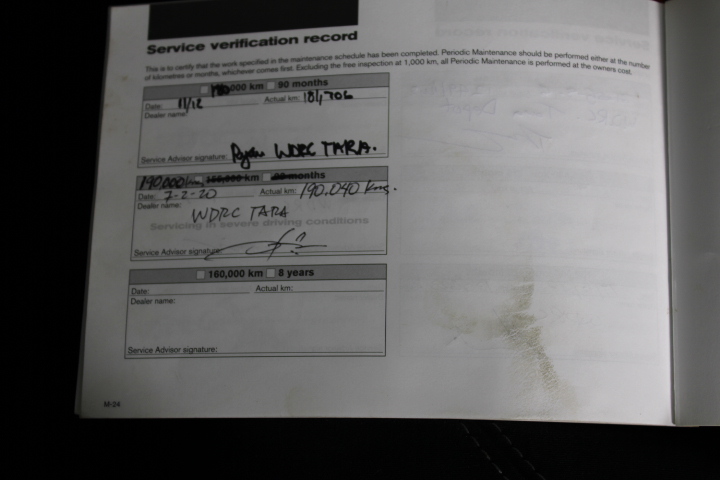 Service verification record
This is to certify that the work specified in the maintenance schedule has been completed. Periodic Maintenance should be performed either at the number
of kilometres or months, whichever comes first. Excluding the free inspection at 1,000 km, all Periodic Maintenance is performed at the owners cost.
000 km 90 months
Date: 11/12 Actual km: 184706
Dealer name:
Service Advisor signature: Ryan WDRC TARA.
190,000km km months
Date: 7-2-20 Actual km: 190.040 kms.
Dealer name:
WDRC TARA
Servicing in severe driving conditions
Service Advisor signature:
160,000 km 8 years
Date: Actual km:
Dealer name:
Service Advisor signature:
M-24